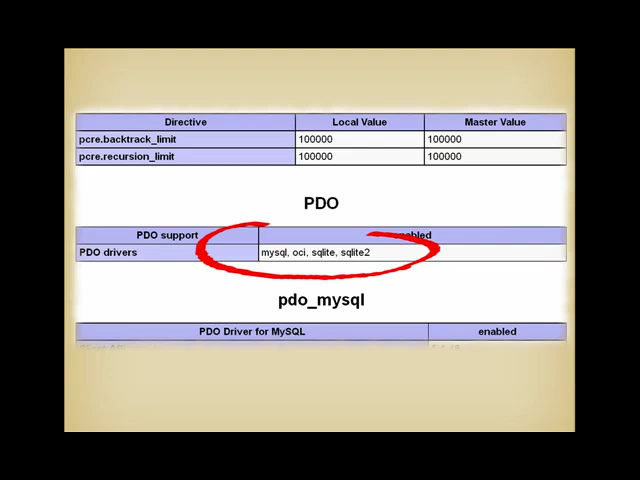 Directive Local Value Master Value
pcre.backtrack_limit 100000 100000
pcre.recursion_limit 100000 100000
PDO
PDO support enabled
PDO drivers mysql, oci, sqlite, sqlite2
pdo_mysql
PDO Driver for MySQL enabled